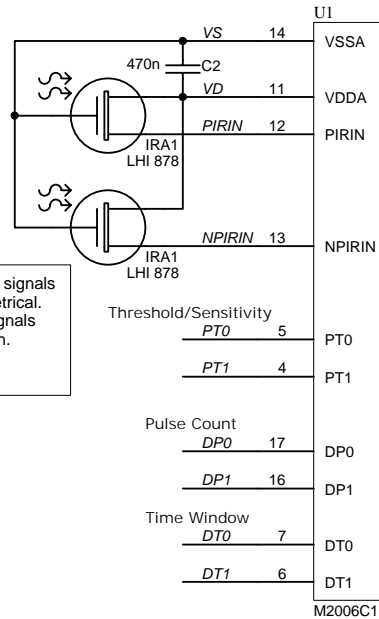 U1
VS 14 VSSA
470n C2
VD 11 VDDA
PIRIN 12 PIRIN
IRA1
LHI 878
NPIRIN 13 NPIRIN
IRA1
LHI 878
signals
trical.
gnals
Threshold/Sensitivity
PT0 5 PT0
PT1 4 PT1
Pulse Count
DP0 17 DP0
DP1 16 DP1
Time Window
DT0 7 DT0
DT1 6 DT1
M2006C1